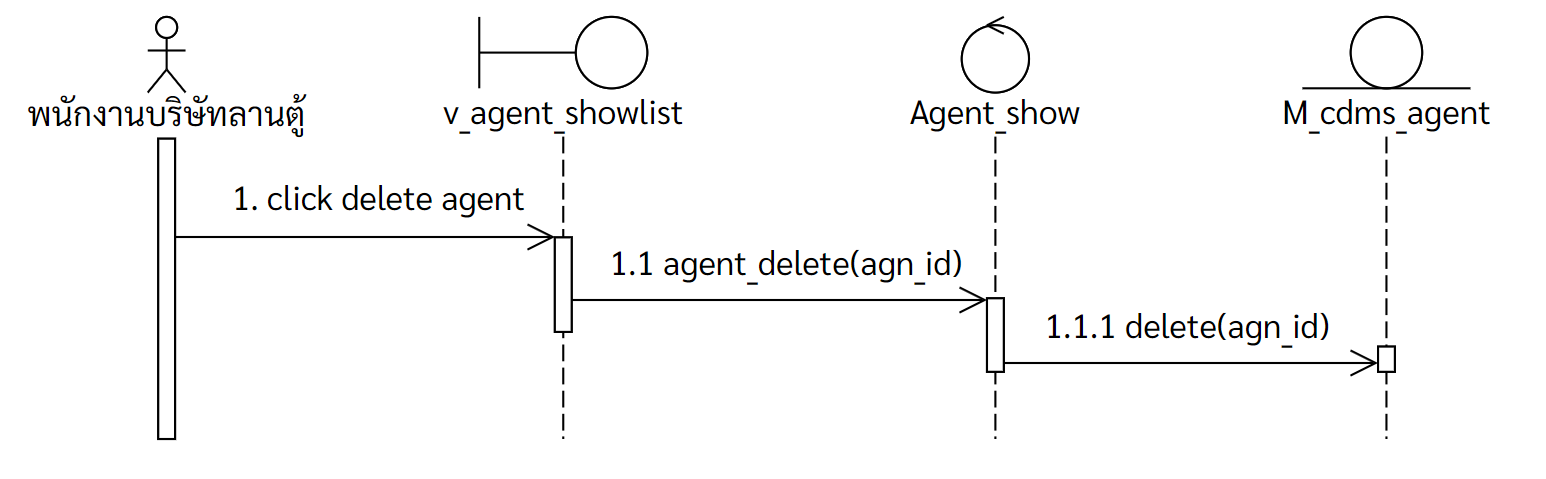 พนักงานบริษัทลานตู้ v_agent_showlist Agent_show M_cdms_agent
1. click delete agent
1.1 agent_delete(agn_id)
1.1.1 delete(agn_id)